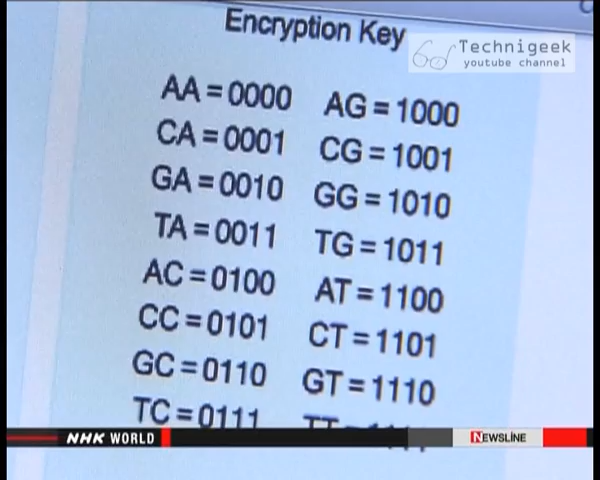 Encryption Key
Technigeek
youtube channel
AA = 0000 AG = 1000
CA = 0001 CG = 1001
GA = 0010 GG = 1010
TA = 0011 TG = 1011
AC = 0100 AT = 1100
CC = 0101 CT = 1101
GC = 0110 GT = 1110
TC = 0111 TT = 1111
NHK WORLD NEWSLINE